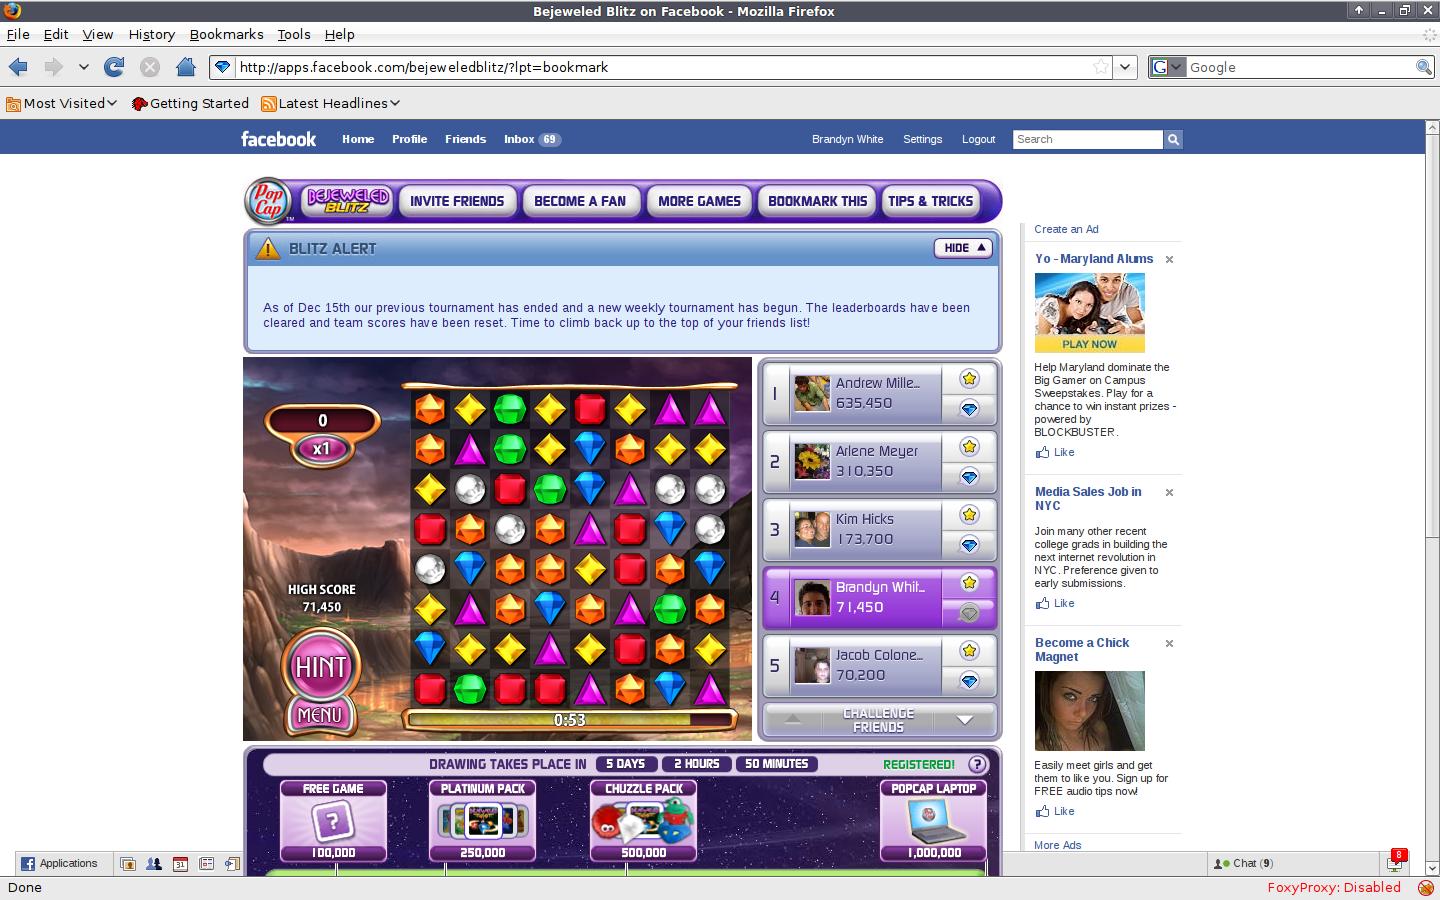 Bejeweled Blitz on Facebook - Mozilla Firefox
File Edit View History Bookmarks Tools Help
http://apps.facebook.com/bejeweledblitz/?lpt=bookmark
G Google
Most Visited Getting Started Latest Headlines
facebook Home Profile Friends Inbox 69 Brandyn White Settings Logout Search
PopCap™ BEJEWELED BLITZ INVITE FRIENDS BECOME A FAN MORE GAMES BOOKMARK THIS TIPS & TRICKS
BLITZ ALERT HIDE
As of Dec 15th our previous tournament has ended and a new weekly tournament has begun. The leaderboards have been
cleared and team scores have been reset. Time to climb back up to the top of your friends list!
0
x1
HIGH SCORE
71,450
HINT
MENU
0:53
1 Andrew Mille...
635,450
2 Arlene Meyer
310,350
3 Kim Hicks
173,700
4 Brandyn Whit...
71,450
5 Jacob Colone...
70,200
CHALLENGE
FRIENDS
DRAWING TAKES PLACE IN 5 DAYS 2 HOURS 50 MINUTES REGISTERED! ?
FREE GAME PLATINUM PACK CHUZZLE PACK POPCAP LAPTOP
?
100,000 250,000 500,000 1,000,000
Create an Ad
Yo - Maryland Alums
PLAY NOW
Help Maryland dominate the
Big Gamer on Campus
Sweepstakes. Play for a
chance to win instant prizes -
powered by
BLOCKBUSTER.
Like
Media Sales Job in
NYC
Join many other recent
college grads in building the
next internet revolution in
NYC. Preference given to
early submissions.
Like
Become a Chick
Magnet
Easily meet girls and get
them to like you. Sign up for
FREE audio tips now!
Like
More Ads
Applications 31 Chat (9) 8
Done FoxyProxy: Disabled